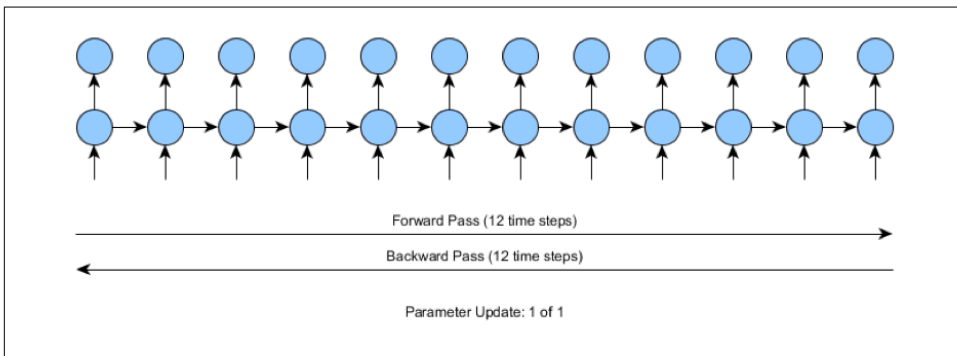 Forward Pass (12 time steps)
Backward Pass (12 time steps)
Parameter Update: 1 of 1